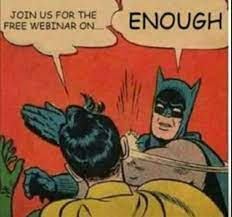 JOIN US FOR THE
FREE WEBINAR ON...
ENOUGH